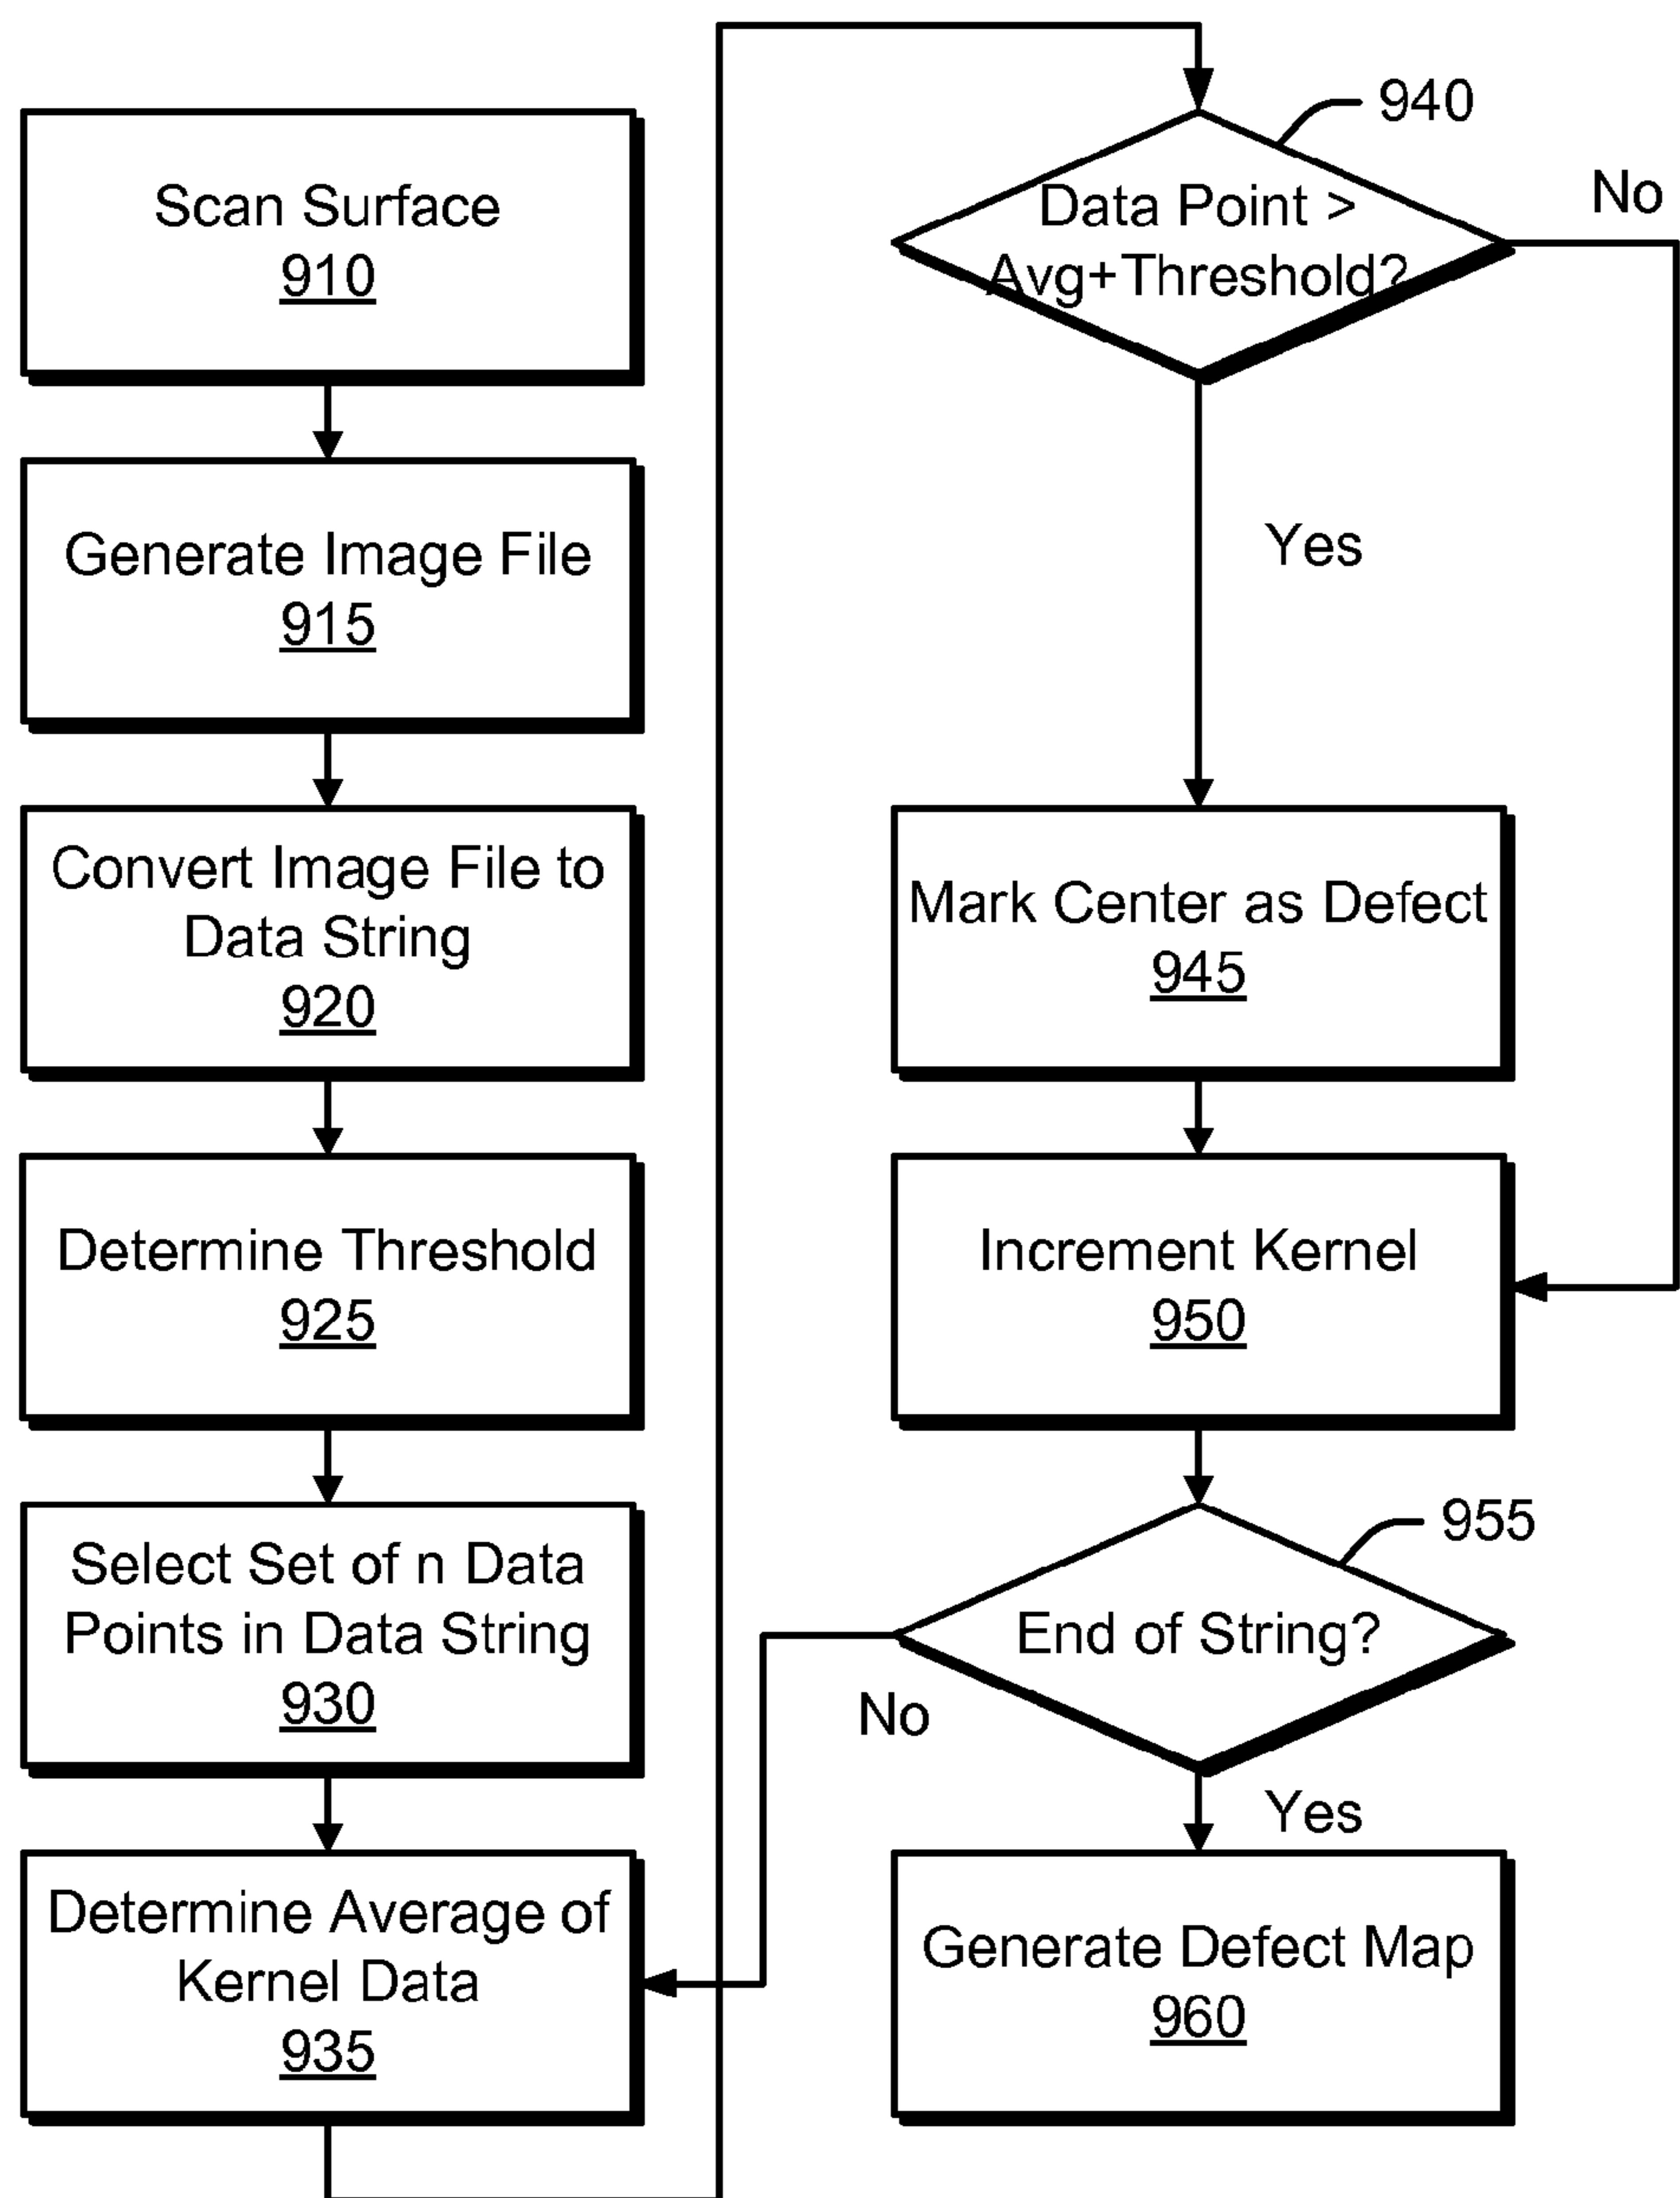 Scan Surface
910
Generate Image File
915
Convert Image File to
Data String
920
Determine Threshold
925
Select Set of n Data
Points in Data String
930
Determine Average of
Kernel Data
935
940
Data Point >
Avg+Threshold?
No
Yes
Mark Center as Defect
945
Increment Kernel
950
955
End of String?
No
Yes
Generate Defect Map
960